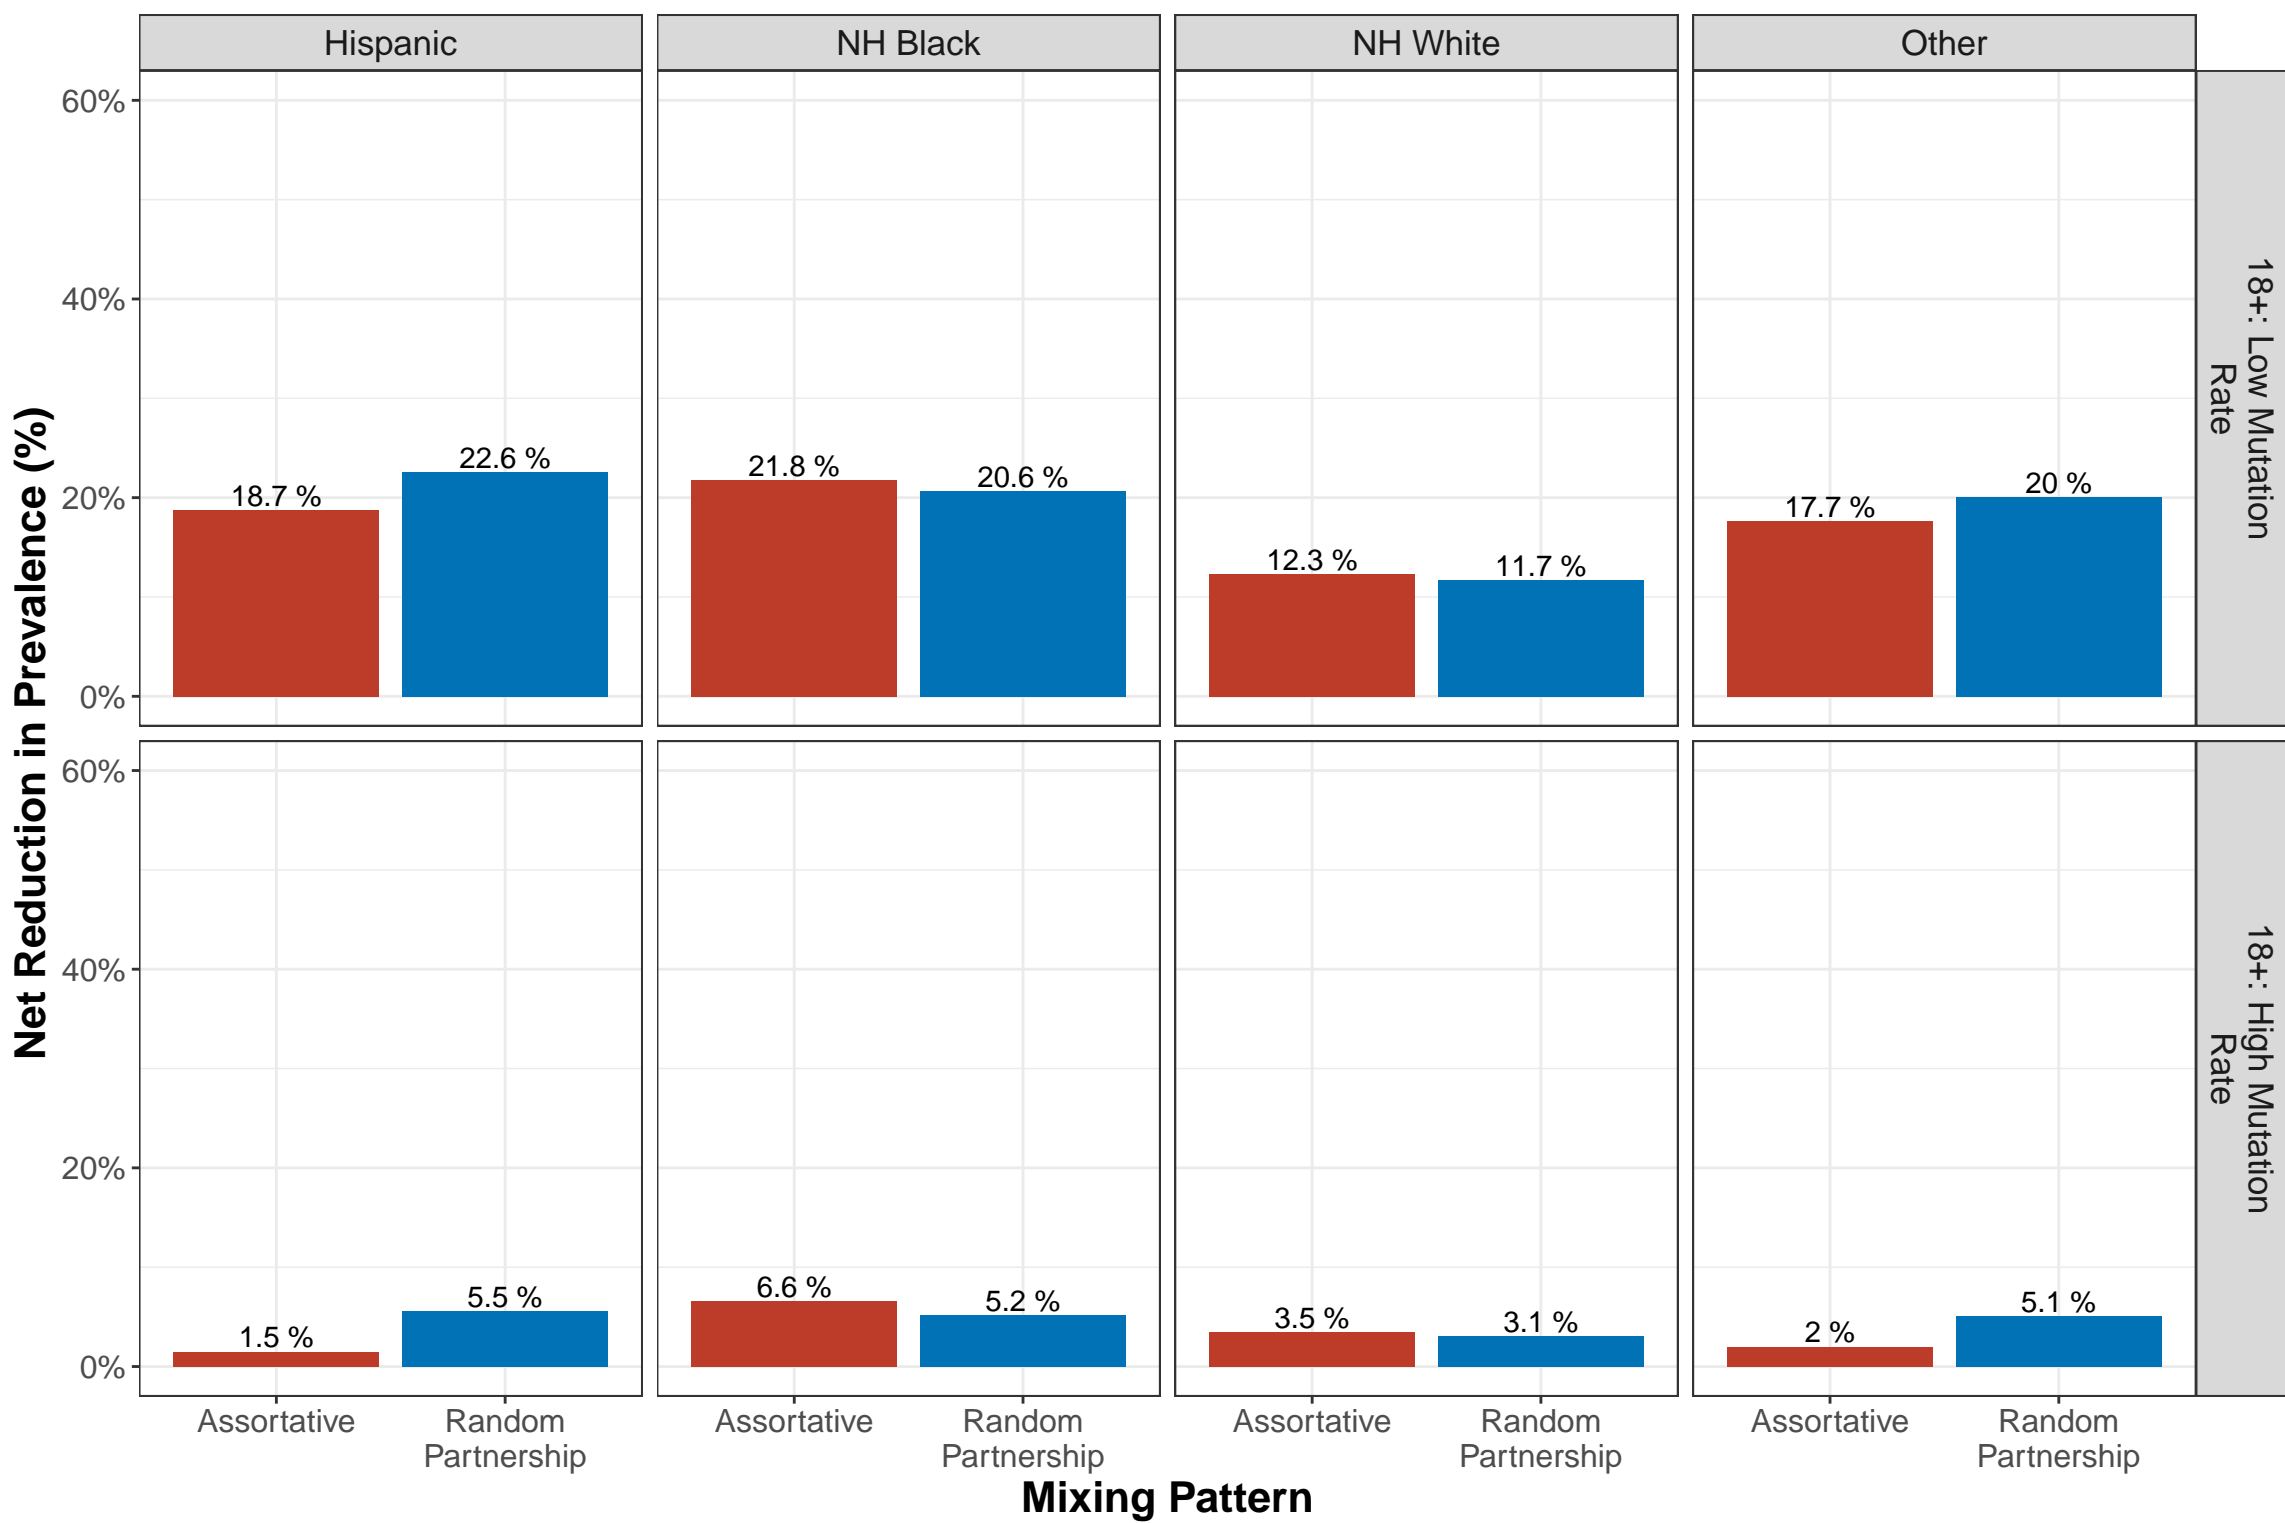 Hispanic
NH Black
NH White
Other
Net Reduction in Prevalence (%)
60%
40%
20%
0%
18.7 %
22.6 %
21.8 %
20.6 %
12.3 %
11.7 %
17.7 %
20 %
18+: Low Mutation
Rate
60%
40%
20%
0%
1.5 %
5.5 %
6.6 %
5.2 %
3.5 %
3.1 %
2 %
5.1 %
18+: High Mutation
Rate
Assortative
Random
Partnership
Assortative
Random
Partnership
Assortative
Random
Partnership
Assortative
Random
Partnership
Mixing Pattern